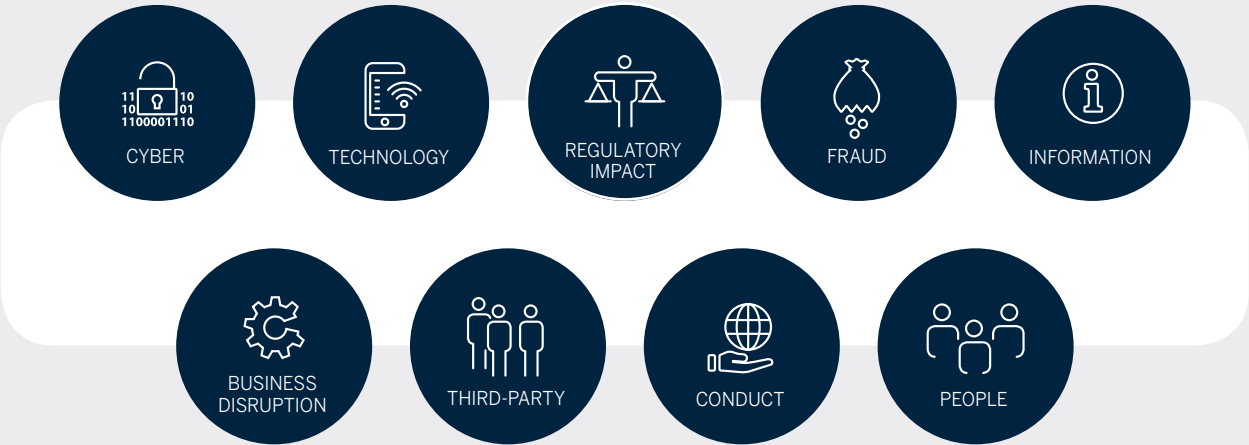 11 10
10 01
1100001110
CYBER
TECHNOLOGY
REGULATORY
IMPACT
FRAUD
INFORMATION
BUSINESS
DISRUPTION
THIRD-PARTY
CONDUCT
PEOPLE